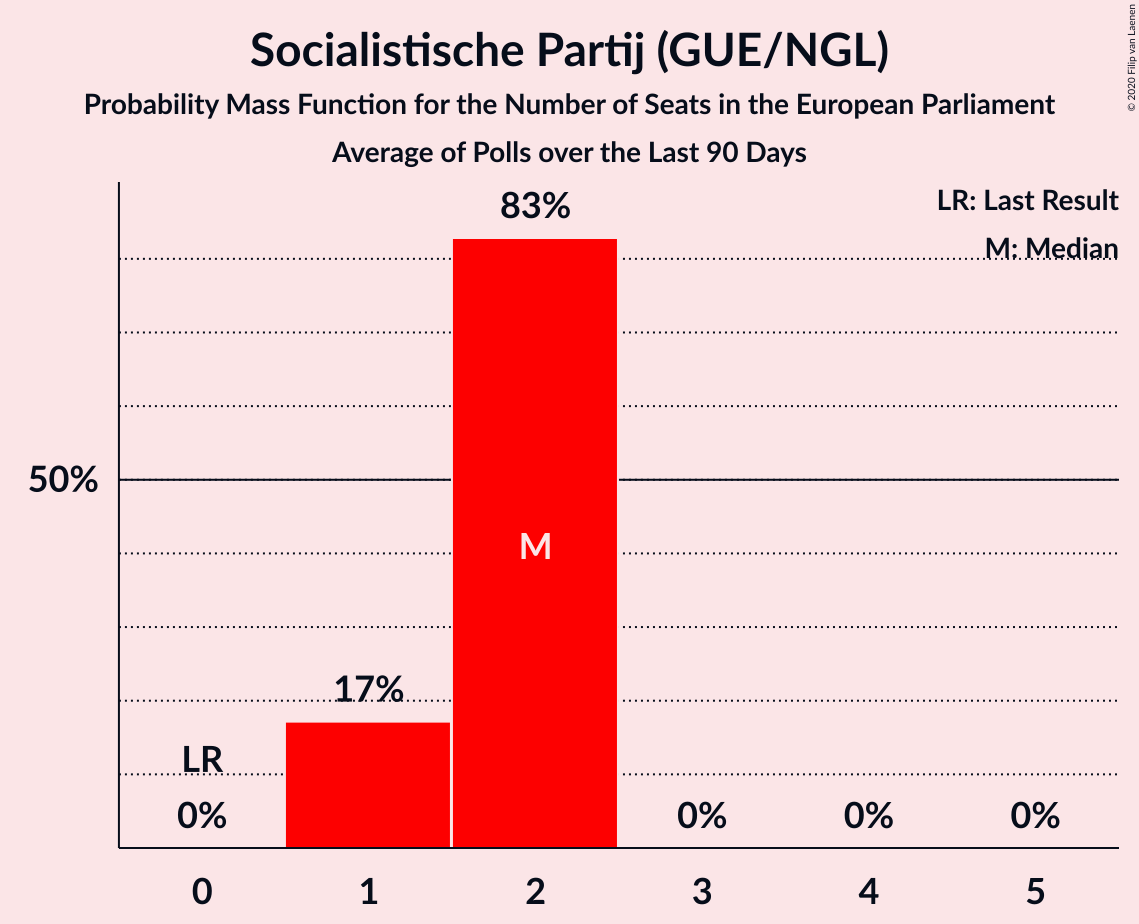 Socialistische Partij (GUE/NGL)
Probability Mass Function for the Number of Seats in the European Parliament
Average of Polls over the Last 90 Days
© 2020 Filip van Laenen
LR: Last Result
M: Median
83%
50%
M
17%
LR
0%
0%
0%
0%
0 1 2 3 4 5